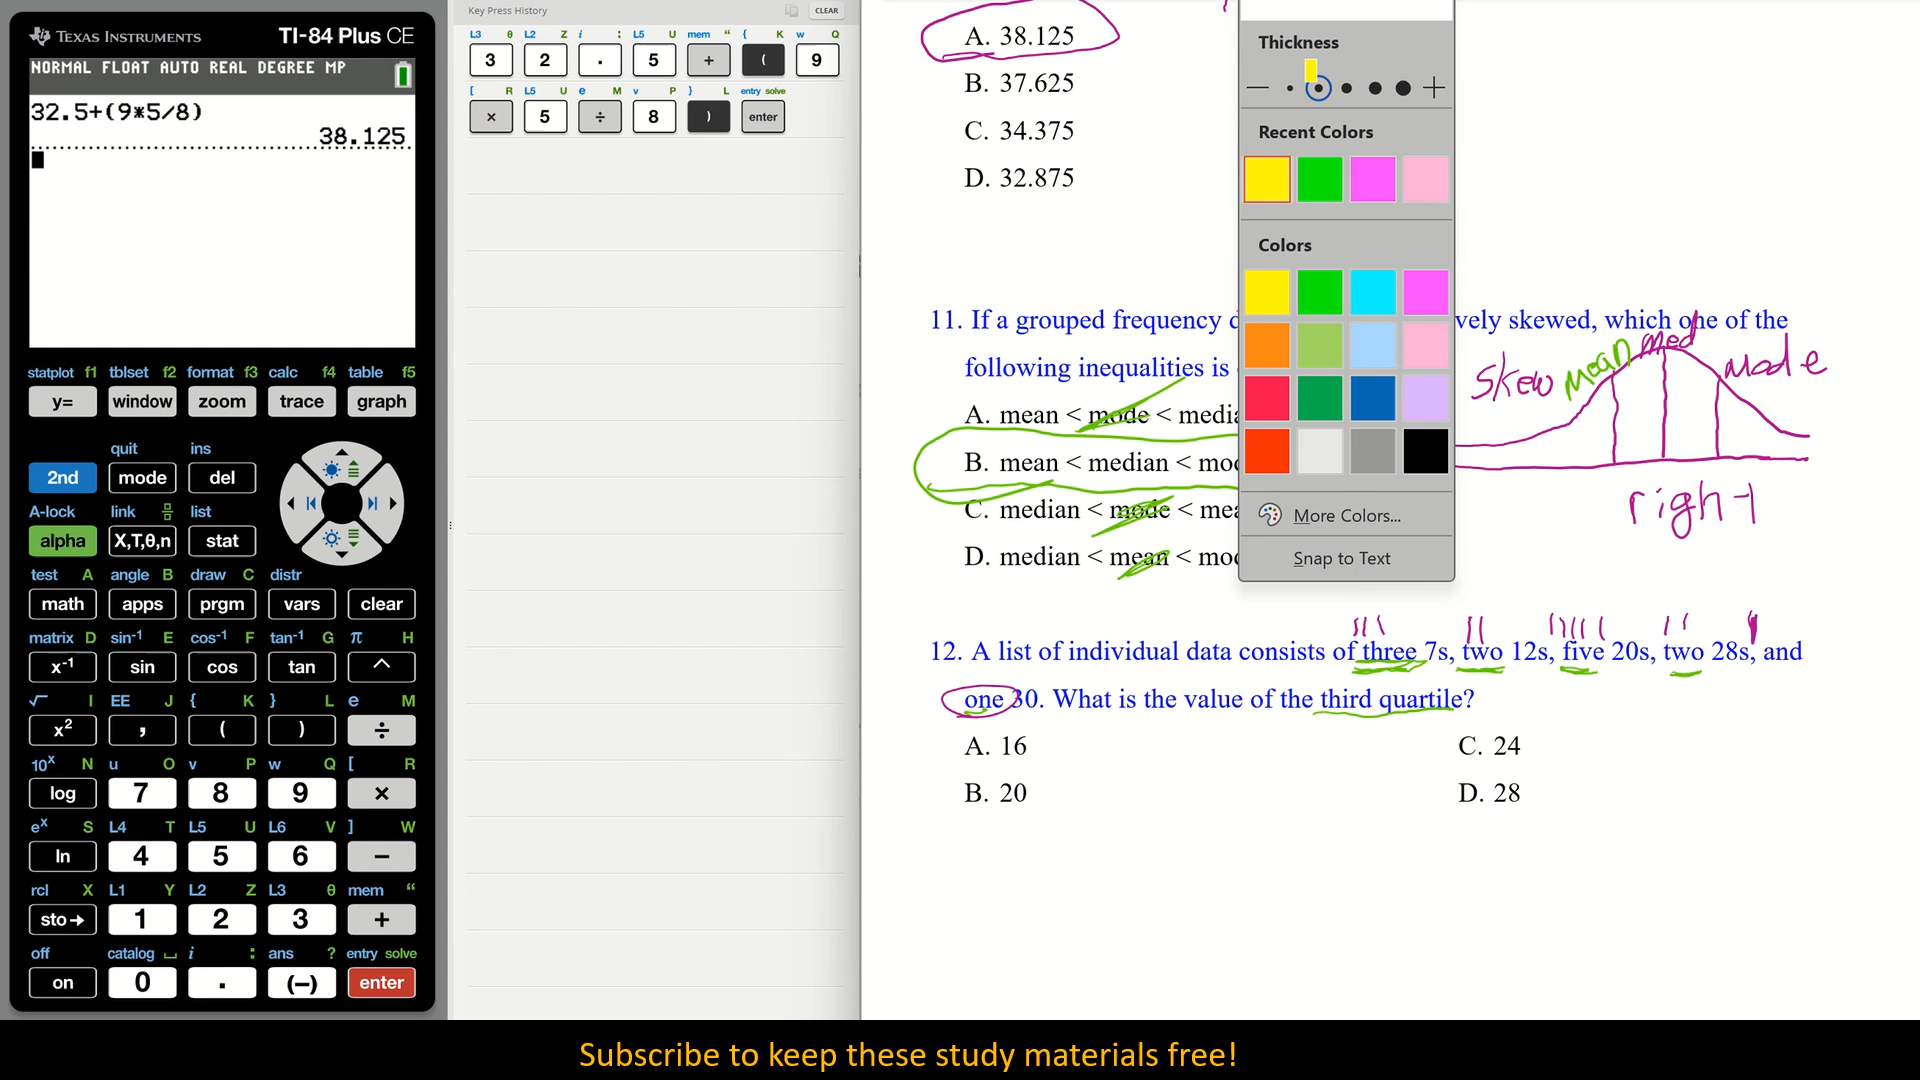 TEXAS INSTRUMENTS TI-84 Plus CE
NORMAL FLOAT AUTO REAL DEGREE MP
32.5+(9*5/8)
38.125
statplot f1 tblset f2 format f3 calc f4 table f5
y= window zoom trace graph
quit ins
2nd mode del
A-lock link list
alpha X,T,θ,n stat
test A angle B draw C distr
math apps prgm vars clear
matrix D sin⁻¹ E cos⁻¹ F tan⁻¹ G π H
x⁻¹ sin cos tan ^
√ I EE J { K } L e M
x² , ( ) ÷
10ˣ N u O v P w Q [ R
log 7 8 9 ×
eˣ S L4 T L5 U L6 V ] W
ln 4 5 6 −
rcl X L1 Y L2 Z L3 θ mem “
sto→ 1 2 3 +
off catalog ⎵ i : ans ? entry solve
on 0 . (−) enter
Key Press History CLEAR
L3 θ L2 Z i : L5 U mem “ { K w Q
3 2 . 5 + ( 9
[ R L5 U e M v P } L entry solve
× 5 ÷ 8 ) enter
A. 38.125
B. 37.625
C. 34.375
D. 32.875
Thickness
Recent Colors
Colors
More Colors...
Snap to Text
11. If a grouped frequency d vely skewed, which one of the
following inequalities is
A. mean < mode < media
B. mean < median < mod
C. median < mode < mea
D. median < mean < mod
skew mean med mode
right
12. A list of individual data consists of three 7s, two 12s, five 20s, two 28s, and
one 30. What is the value of the third quartile?
A. 16 C. 24
B. 20 D. 28
Subscribe to keep these study materials free!